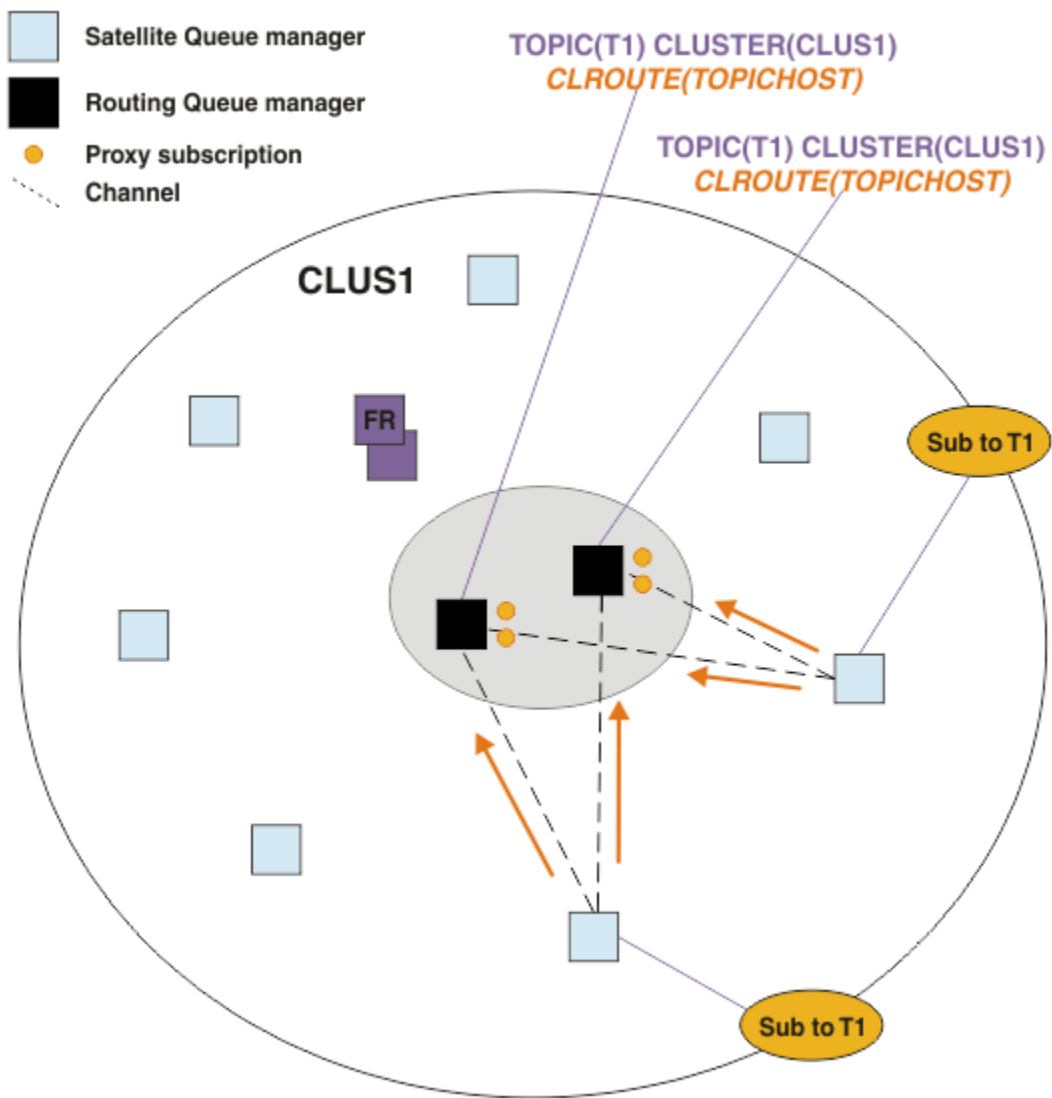 Satellite Queue manager
Routing Queue manager
Proxy subscription
Channel
TOPIC(T1) CLUSTER(CLUS1)
CLROUTE(TOPICHOST)
TOPIC(T1) CLUSTER(CLUS1)
CLROUTE(TOPICHOST)
CLUS1
FR
Sub to T1
Sub to T1